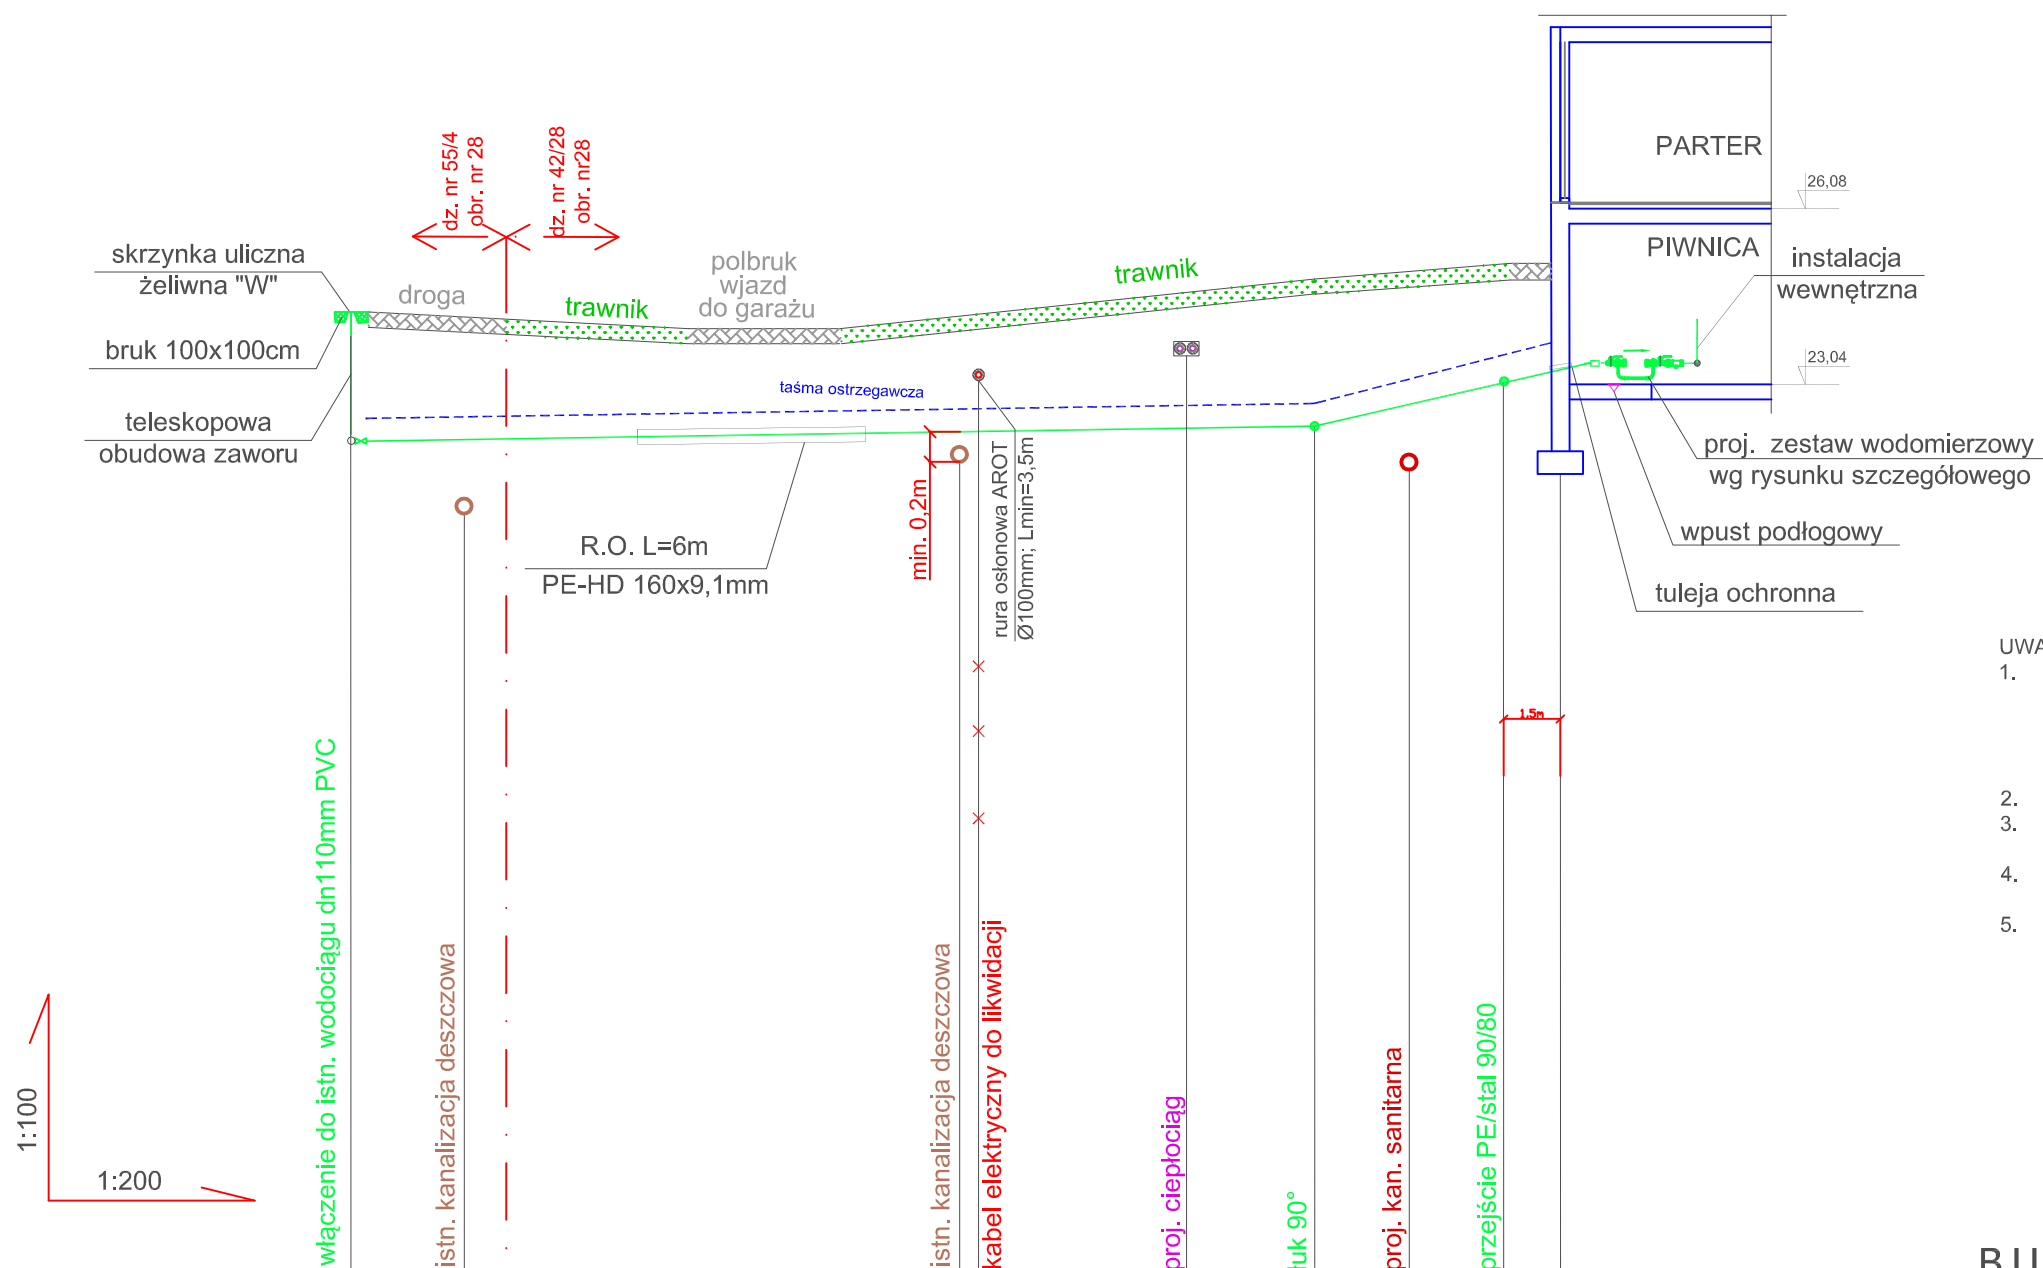 PARTER
26,08
dz. nr 55/4
obr. nr 28
dz. nr 42/28
obr. nr28
skrzynka uliczna
żeliwna "W"
droga
trawnik
polbruk
wjazd
do garażu
trawnik
PIWNICA
instalacja
wewnętrzna
bruk 100x100cm
23,04
taśma ostrzegawcza
teleskopowa
obudowa zaworu
proj. zestaw wodomierzowy
wg rysunku szczegółowego
min. 0,2m
rura osłonowa AROT
Ø100mm; Lmin=3,5m
wpust podłogowy
R.O. L=6m
PE-HD 160x9,1mm
tuleja ochronna
UWA
1.
1,5m
2.
3.
4.
5.
włączenie do istn. wodociągu dn110mm PVC
istn. kanalizacja deszczowa
istn. kanalizacja deszczowa
kabel elektryczny do likwidacji
proj. ciepłociąg
łuk 90°
proj. kan. sanitarna
przejście PE/stal 90/80
1:100
1:200